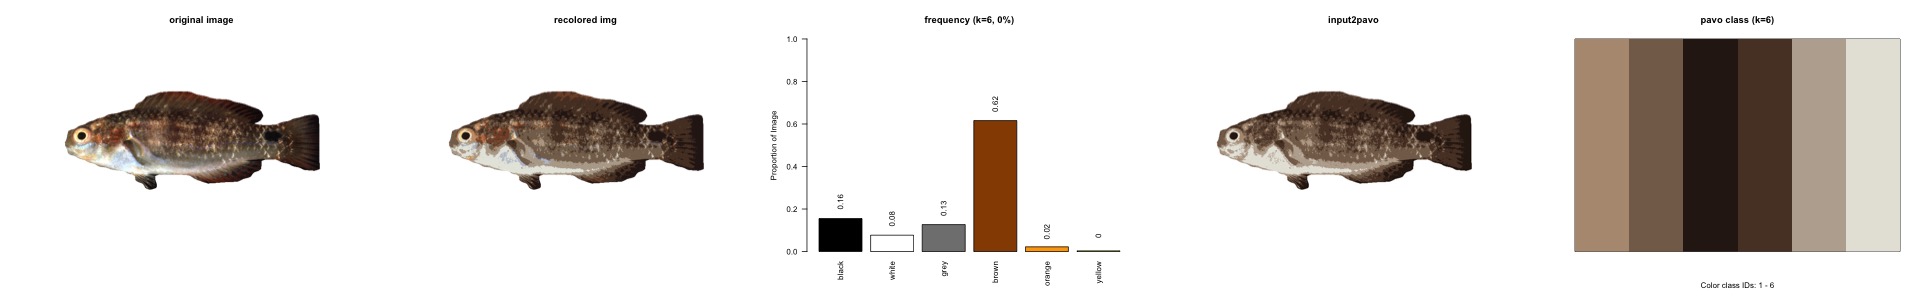 original image
recolored img
frequency (k=6, 0%)
input2pavo
pavo class (k=6)
Proportion of Image
1.0
0.8
0.6
0.4
0.2
0.0
0.16
0.08
0.13
0.62
0.02
0
black
white
grey
brown
orange
yellow
Color class IDs: 1 - 6